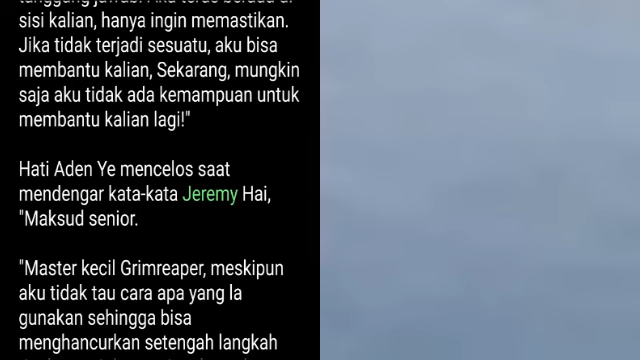 sisi kalian, hanya ingin memastikan.
Jika tidak terjadi sesuatu, aku bisa
membantu kalian, Sekarang, mungkin
saja aku tidak ada kemampuan untuk
membantu kalian lagi!"
Hati Aden Ye mencelos saat
mendengar kata-kata Jeremy Hai,
"Maksud senior.
"Master kecil Grimreaper, meskipun
aku tidak tau cara apa yang la
gunakan sehingga bisa
menghancurkan setengah langkah